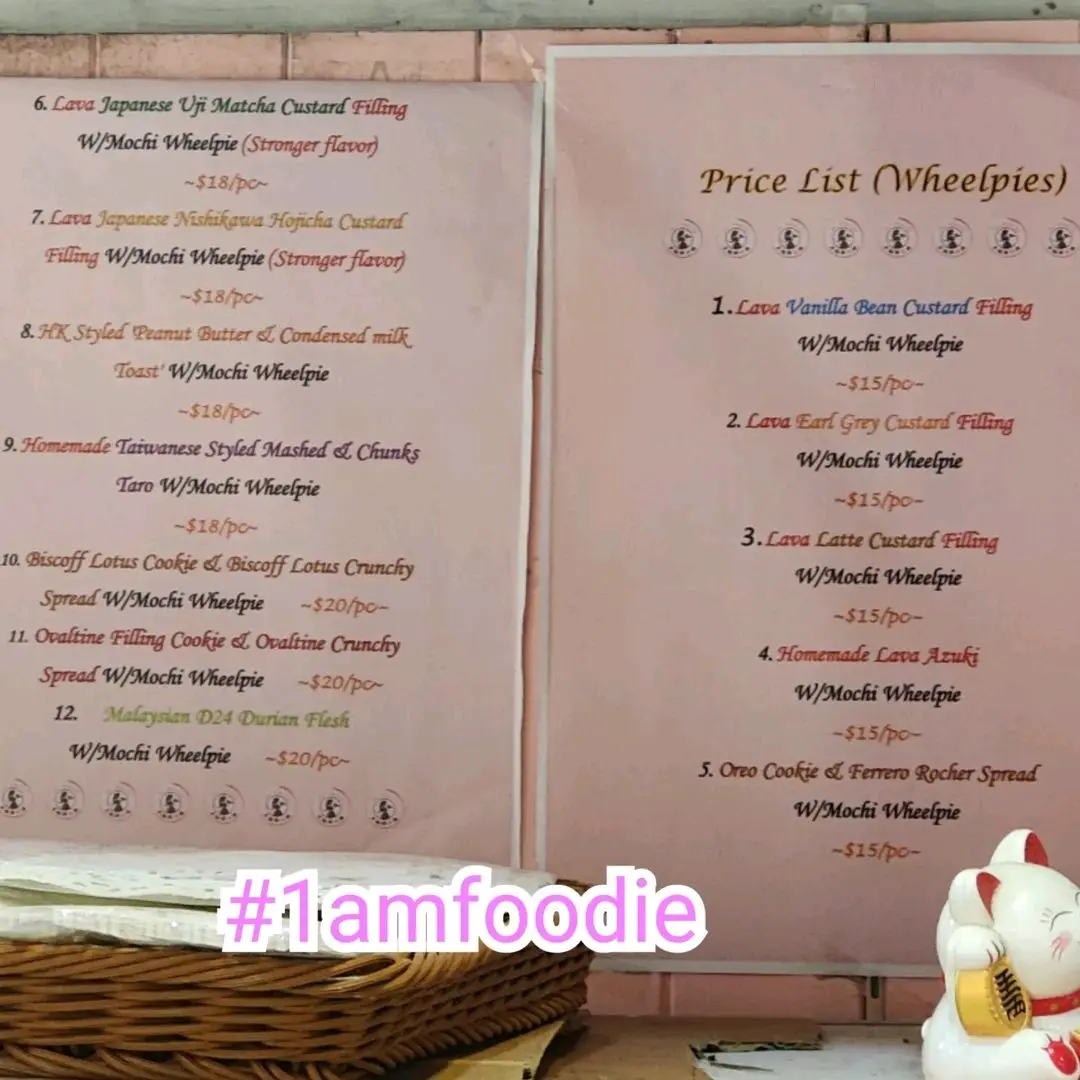 6. Lava Japanese Uji Matcha Custard Filling
W/Mochi Wheelpie (Stronger flavor)
~$18/pc~
7. Lava Japanese Nishikawa Hojicha Custard
Filling W/Mochi Wheelpie (Stronger flavor)
~$18/pc~
8. HK Styled 'Peanut Butter & Condensed milk
Toast' W/Mochi Wheelpie
~$18/pc~
9. Homemade Taiwanese Styled Mashed & Chunks
Taro W/Mochi Wheelpie
~$18/pc~
10. Biscoff Lotus Cookie & Biscoff Lotus Crunchy
Spread W/Mochi Wheelpie ~$20/pc~
11. Ovaltine Filling Cookie & Ovaltine Crunchy
Spread W/Mochi Wheelpie ~$20/pc~
12. Malaysian D24 Durian Flesh
W/Mochi Wheelpie ~$20/pc~
Price List (Wheelpies)
1. Lava Vanilla Bean Custard Filling
W/Mochi Wheelpie
~$15/pc~
2. Lava Earl Grey Custard Filling
W/Mochi Wheelpie
~$15/pc~
3. Lava Latte Custard Filling
W/Mochi Wheelpie
~$15/pc~
4. Homemade Lava Azuki
W/Mochi Wheelpie
~$15/pc~
5. Oreo Cookie & Ferrero Rocher Spread
W/Mochi Wheelpie
~$15/pc~
#1amfoodie